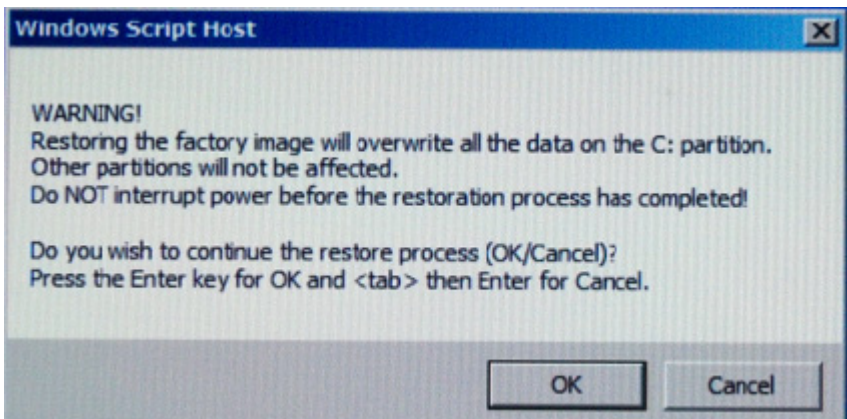 Windows Script Host
WARNING!
Restoring the factory image will overwrite all the data on the C: partition.
Other partitions will not be affected.
Do NOT interrupt power before the restoration process has completed!
Do you wish to continue the restore process (OK/Cancel)?
Press the Enter key for OK and <tab> then Enter for Cancel.
OK
Cancel